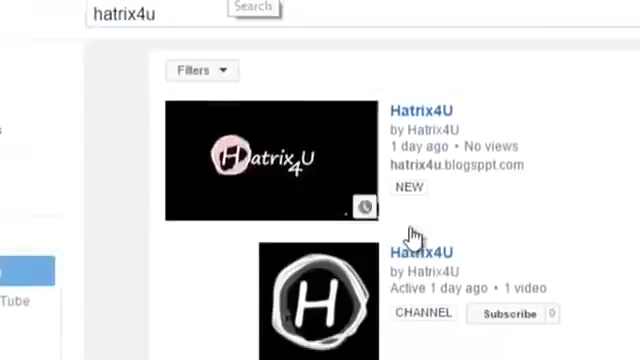 Search
hatrix4u
Filters
Hatrix4U
Hatrix4U
by Hatrix4U
1 day ago • No views
hatrix4u.blogsppt.com
NEW
H
Hatrix4U
by Hatrix4U
Active 1 day ago • 1 video
CHANNEL
Subscribe 0
Tube